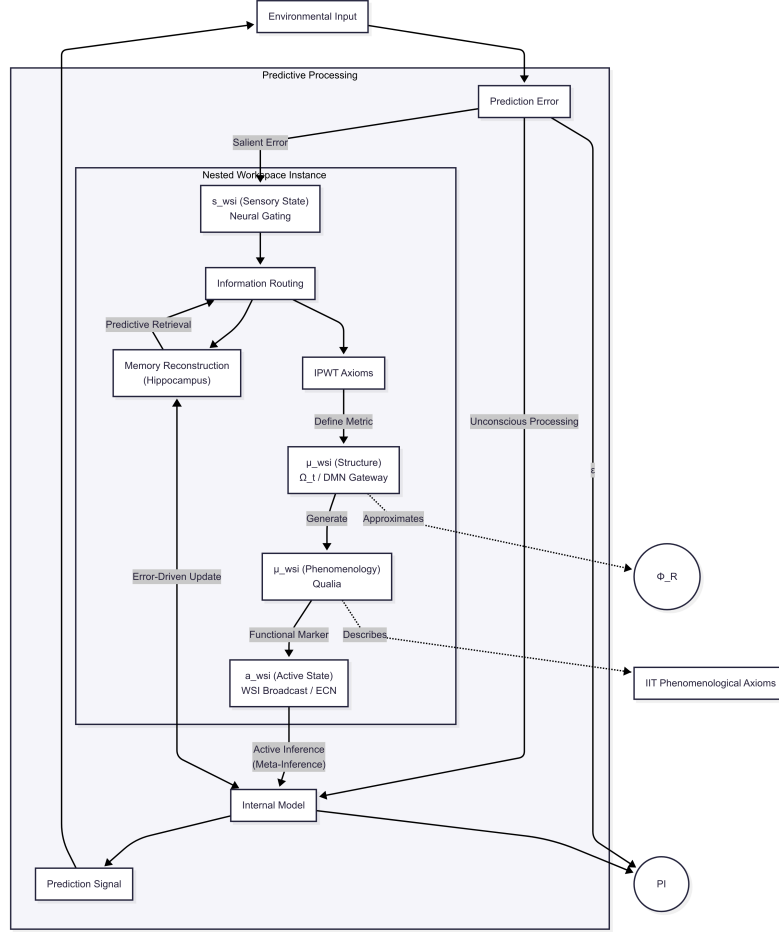 Environmental Input
Predictive Processing
Prediction Error
Salient Error
Nested Workspace Instance
s_wsi (Sensory State)
Neural Gating
Information Routing
Predictive Retrieval
Memory Reconstruction
(Hippocampus)
IPWT Axioms
Define Metric
Unconscious Processing
μ_wsi (Structure)
Ω_t / DMN Gateway
ε
Generate
Approximates
Φ_R
μ_wsi (Phenomenology)
Qualia
Error-Driven Update
Functional Marker
Describes
a_wsi (Active State)
WSI Broadcast / ECN
IIT Phenomenological Axioms
Active Inference
(Meta-Inference)
Internal Model
Prediction Signal
PI